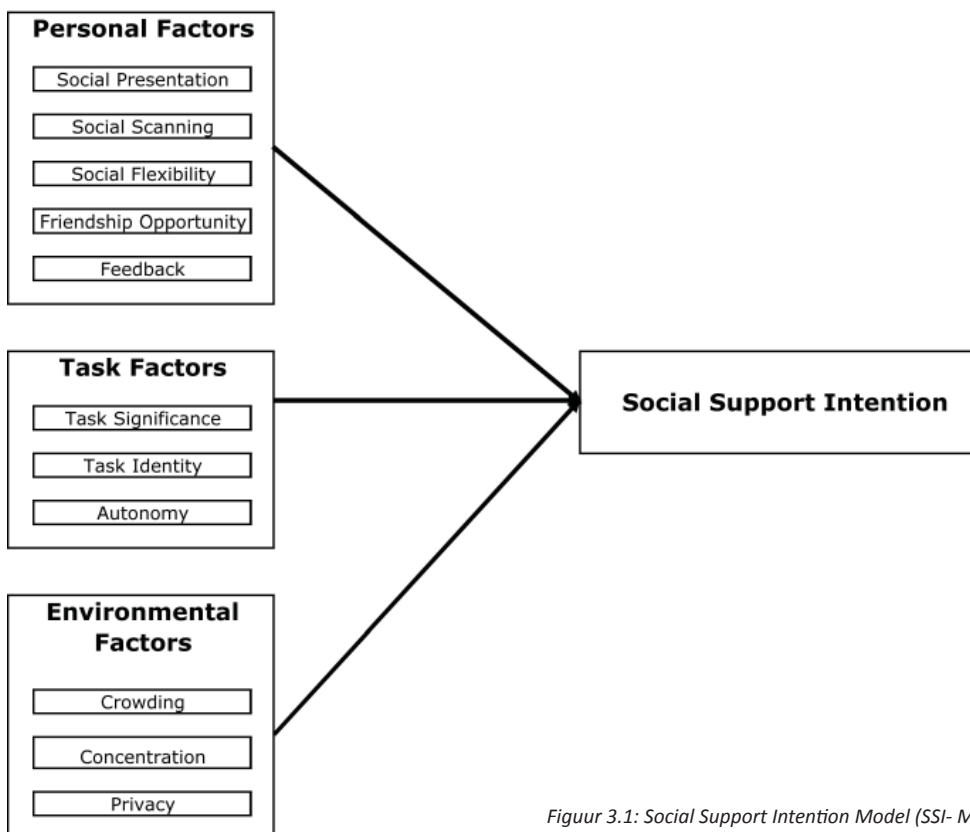 Personal Factors
Social Presentation
Social Scanning
Social Flexibility
Friendship Opportunity
Feedback
Task Factors
Task Significance
Task Identity
Autonomy
Environmental
Factors
Crowding
Concentration
Privacy
Social Support Intention
Figuur 3.1: Social Support Intention Model (SSI- M